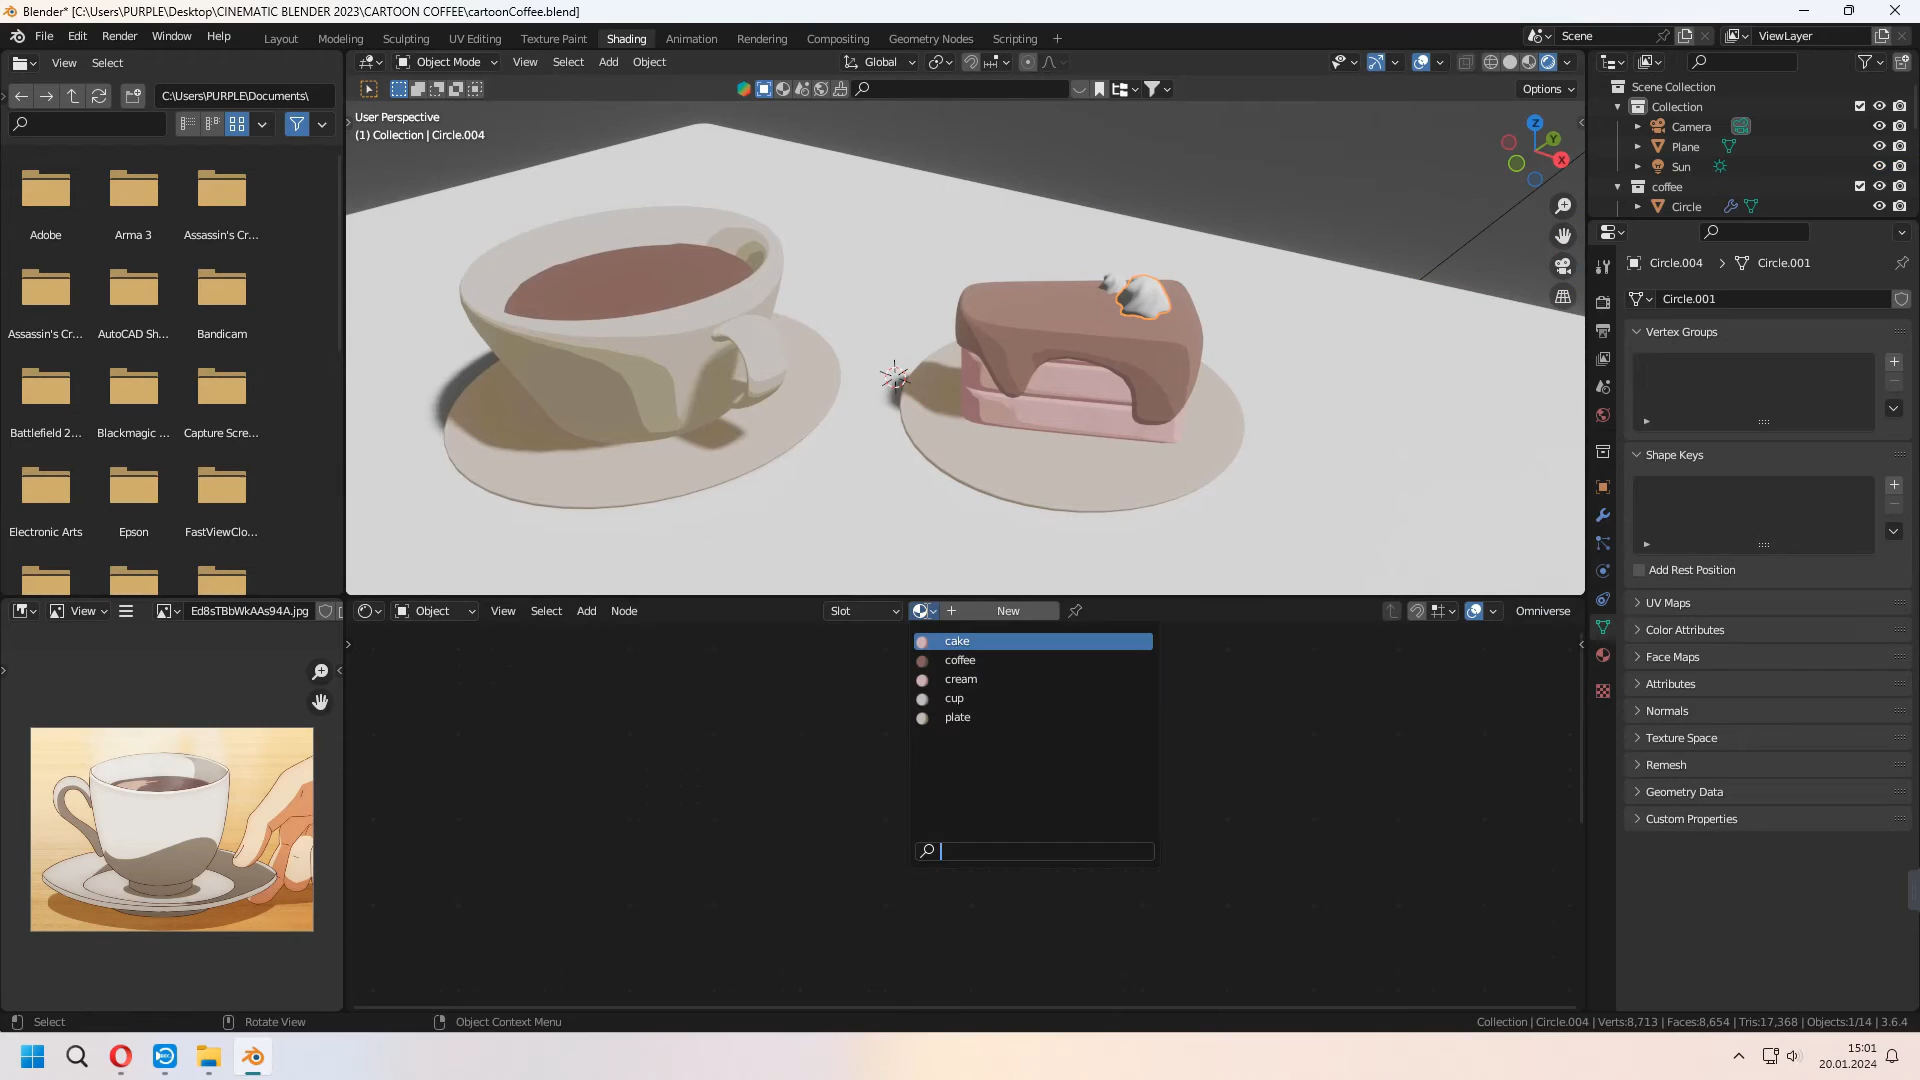 Blender* [C:\Users\PURPLE\Desktop\CINEMATIC BLENDER 2023\CARTOON COFFEE\cartoonCoffee.blend]
File Edit Render Window Help
Layout Modeling Sculpting UV Editing Texture Paint Shading Animation Rendering Compositing Geometry Nodes Scripting +
Scene
ViewLayer
View Select
C:\Users\PURPLE\Documents\
Adobe
Arma 3
Assassin's Cr...
Assassin's Cr...
AutoCAD Sh...
Bandicam
Battlefield 2...
Blackmagic ...
Capture Scre...
Electronic Arts
Epson
FastViewClo...
Object Mode View Select Add Object
Global
Options
User Perspective
(1) Collection | Circle.004
Z
Y
X
Scene Collection
Collection
Camera
Plane
Sun
coffee
Circle
Circle.004 > Circle.001
Circle.001
Vertex Groups
Shape Keys
Add Rest Position
UV Maps
Color Attributes
Face Maps
Attributes
Normals
Texture Space
Remesh
Geometry Data
Custom Properties
View
Ed8sTBbWkAAs94A.jpg
Object View Select Add Node
Slot
New
Omniverse
cake
coffee
cream
cup
plate
Select
Rotate View
Object Context Menu
Collection | Circle.004 | Verts:8,713 | Faces:8,654 | Tris:17,368 | Objects:1/14 | 3.6.4
REC
15:01
20.01.2024